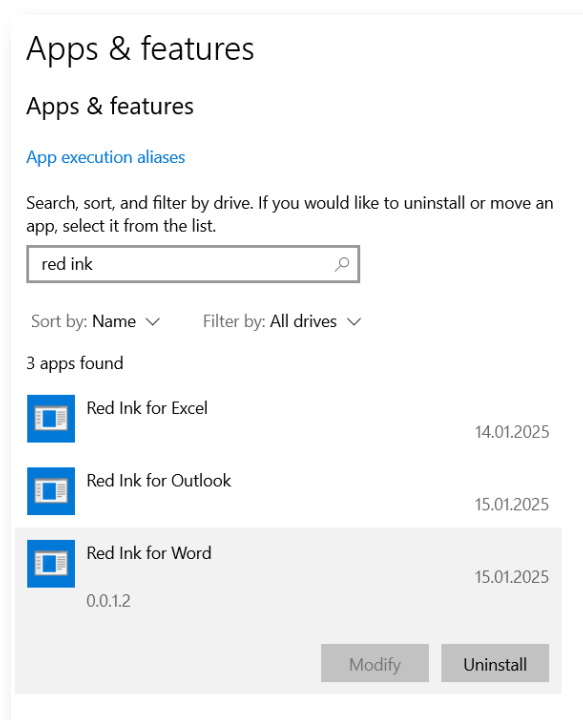 Apps & features
Apps & features
App execution aliases
Search, sort, and filter by drive. If you would like to uninstall or move an
app, select it from the list.
red ink
Sort by: Name Filter by: All drives
3 apps found
Red Ink for Excel
14.01.2025
Red Ink for Outlook
15.01.2025
Red Ink for Word
15.01.2025
0.0.1.2
Modify Uninstall